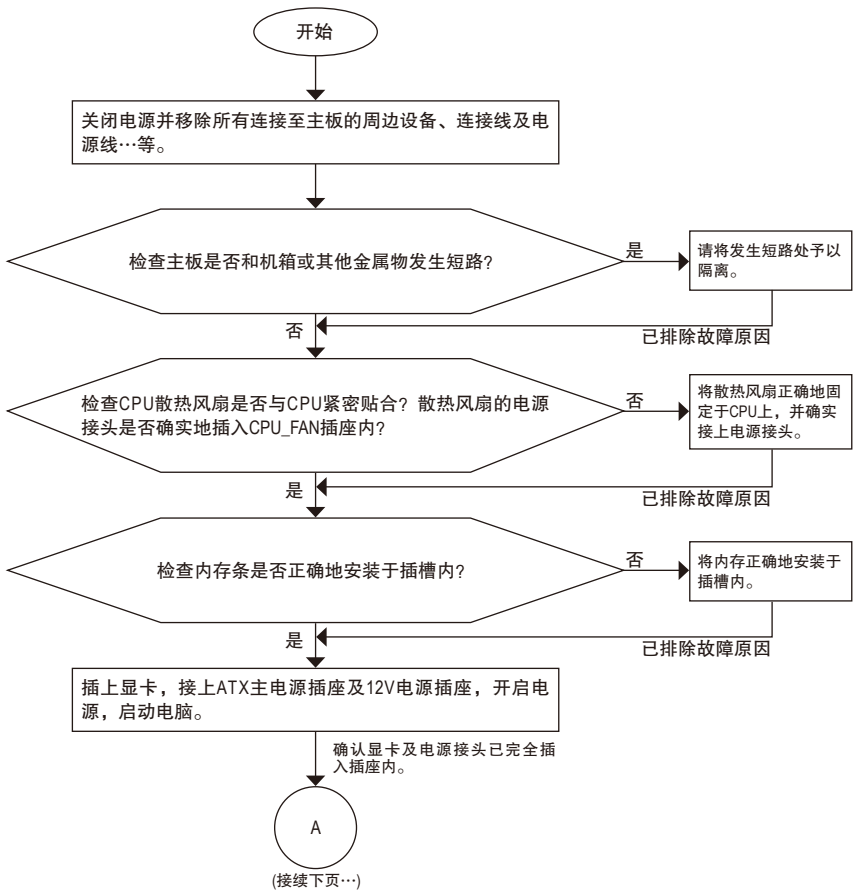 开始
关闭电源并移除所有连接至主板的周边设备、连接线及电
源线…等。
检查主板是否和机箱或其他金属物发生短路?
是
请将发生短路处予以
隔离。
否
已排除故障原因
检查CPU散热风扇是否与CPU紧密贴合? 散热风扇的电源
接头是否确实地插入CPU_FAN插座内?
否
将散热风扇正确地固
定于CPU上，并确实
接上电源接头。
是
已排除故障原因
检查内存条是否正确地安装于插槽内?
否
将内存正确地安装于
插槽内。
是
已排除故障原因
插上显卡，接上ATX主电源插座及12V电源插座，开启电
源，启动电脑。
确认显卡及电源接头已完全插
入插座内。
A
(接续下页…)